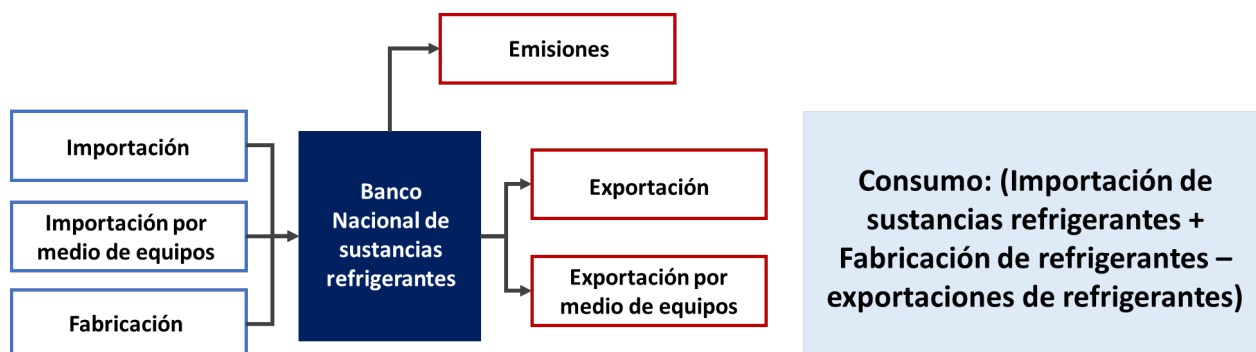 Emisiones
Importación
Importación por
medio de equipos
Fabricación
Banco
Nacional de
sustancias
refrigerantes
Exportación
Exportación por
medio de equipos
Consumo: (Importación de
sustancias refrigerantes +
Fabricación de refrigerantes –
exportaciones de refrigerantes)